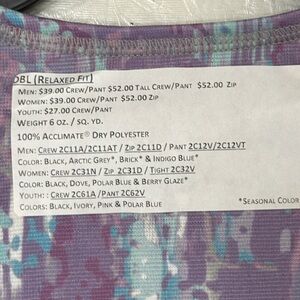 DBL (RELAXED FIT)
MEN: $39.00 CREW/PANT $52.00 TALL CREW/PANT $52.00 ZIP
WOMEN: $39.00 CREW/PANT $52.00 ZIP
YOUTH: $27.00 CREW/PANT
WEIGHT 6 OZ. / SQ. YD.
100% ACCLIMATE® DRY POLYESTER
MEN: CREW 2C11A/2C11AT / ZIP 2C11D / PANT 2C12V/2C12VT
COLOR: BLACK, ARCTIC GREY*, BRICK* & INDIGO BLUE*
WOMEN: CREW 2C31N / ZIP 2C31D / TIGHT 2C32V
COLOR: BLACK, DOVE, POLAR BLUE & BERRY GLAZE*
YOUTH: : CREW 2C61A /PANT 2C62V
COLORS: BLACK, IVORY, PINK & POLAR BLUE
*SEASONAL COLOR